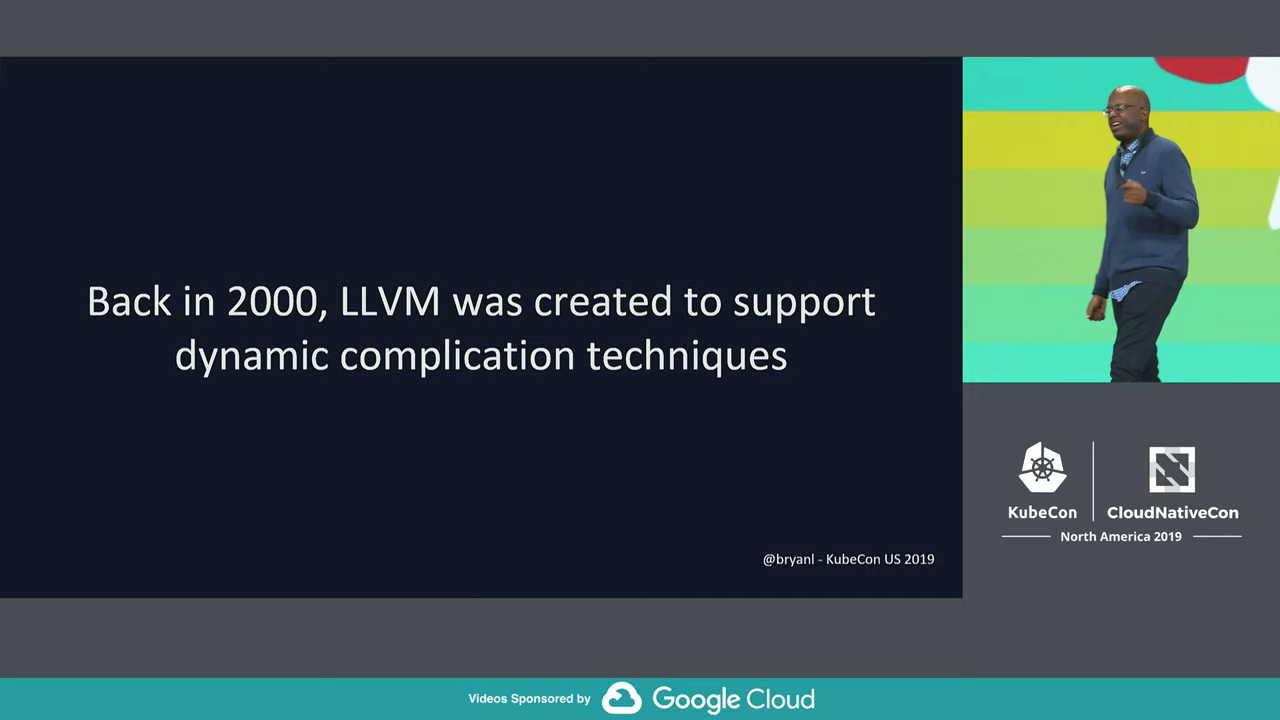 Back in 2000, LLVM was created to support
dynamic complication techniques
@bryanl - KubeCon US 2019
KubeCon
CloudNativeCon
North America 2019
Videos Sponsored by
Google Cloud